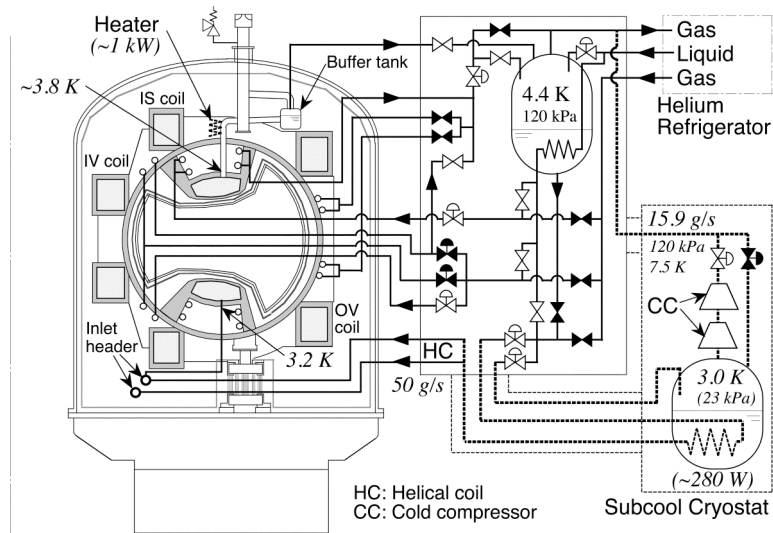 Heater
(~1 kW)
~3.8 K
Buffer tank
IS coil
IV coil
OV
coil
Inlet
header
3.2 K
4.4 K
120 kPa
Gas
Liquid
Gas
Helium
Refrigerator
15.9 g/s
120 kPa
7.5 K
CC
HC
50 g/s
3.0 K
(23 kPa)
(~280 W)
Subcool Cryostat
HC: Helical coil
CC: Cold compressor